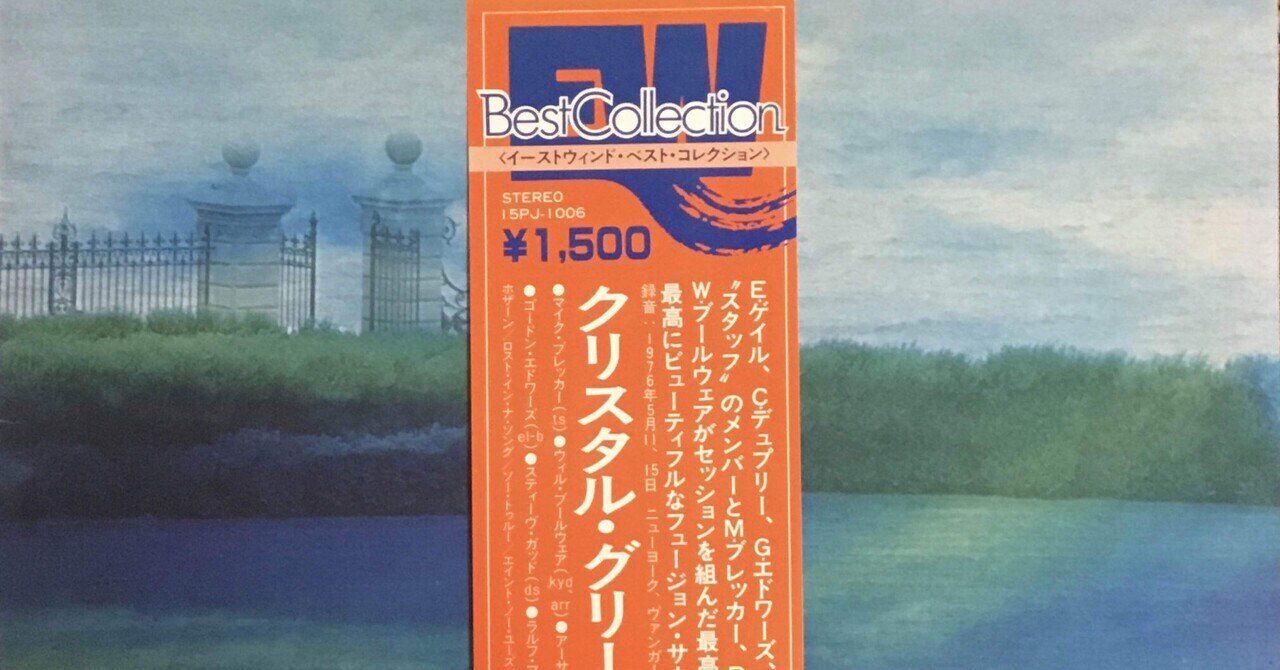 EW
Best Collection
〈イーストウィンド・ベスト・コレクション〉
STEREO
15PJ-1006
¥1,500
E.ゲイル、C.デュプリー、G.エドワーズ、
〝スタッフ〟のメンバーとM.ブレッカー、
W.ブールウェアがセッションを組んだ最高
最高にビューティフルなフュージョン・サ
録音：1976年5月11、15日 ニューヨーク、ヴァンガー
クリスタル・グリー
●マイク・ブレッカー(ts)●ウィル・ブールウェア(kyd, arr)●アーサ
●ゴードン・エドワーズ(el-b)●スティーヴ・ガッド(ds)●ラルフ・マ
ホザーン／ロスト・イン・ナ・ソング／ソー・トゥルー エイント・ノー・ユーズ